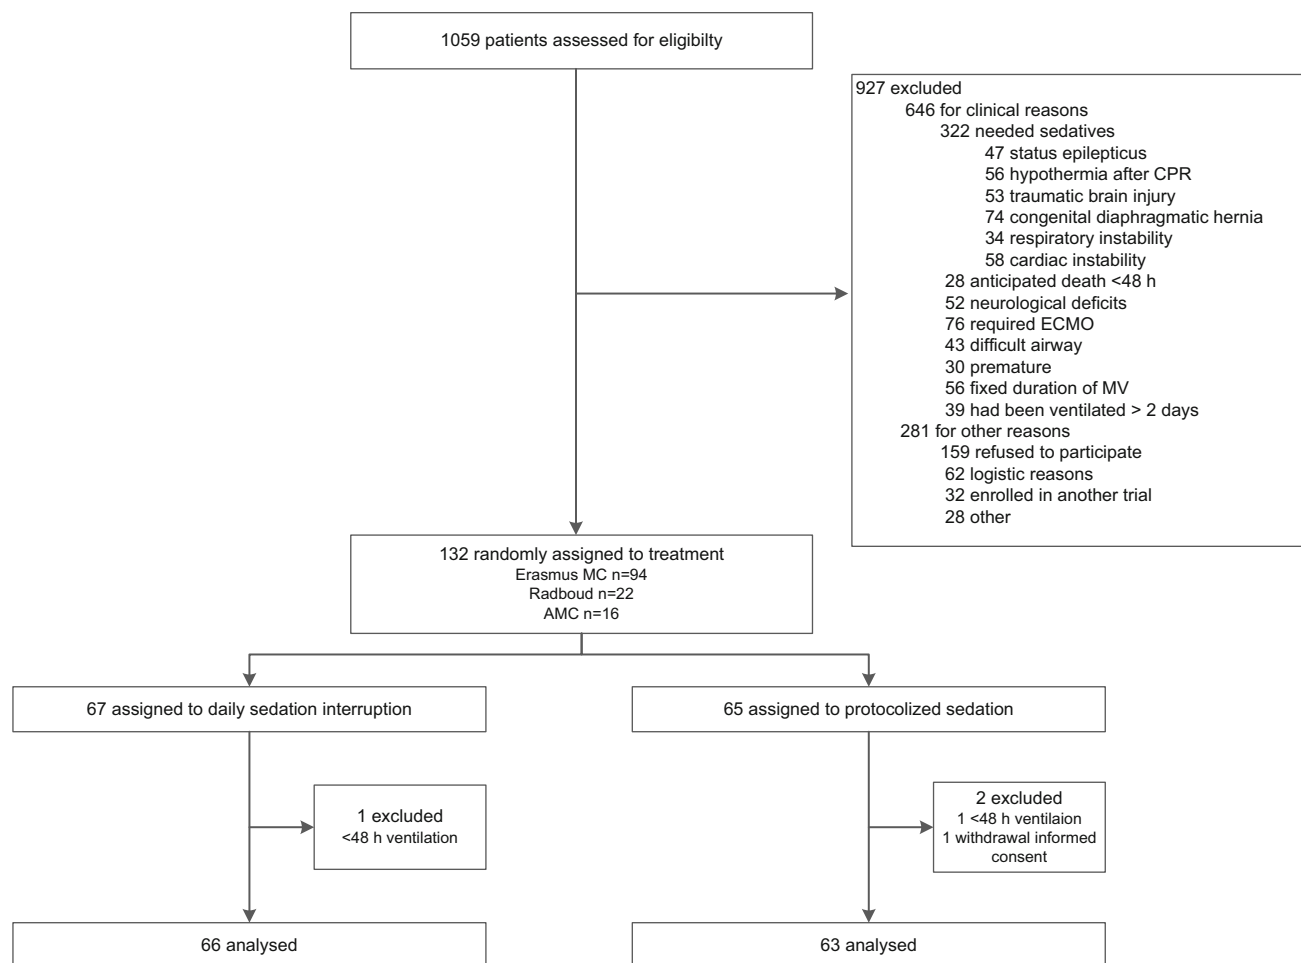 1059 patients assessed for eligibilty
927 excluded
646 for clinical reasons
322 needed sedatives
47 status epilepticus
56 hypothermia after CPR
53 traumatic brain injury
74 congenital diaphragmatic hernia
34 respiratory instability
58 cardiac instability
28 anticipated death <48 h
52 neurological deficits
76 required ECMO
43 difficult airway
30 premature
56 fixed duration of MV
39 had been ventilated > 2 days
281 for other reasons
159 refused to participate
62 logistic reasons
32 enrolled in another trial
28 other
132 randomly assigned to treatment
Erasmus MC n=94
Radboud n=22
AMC n=16
67 assigned to daily sedation interruption
65 assigned to protocolized sedation
1 excluded
<48 h ventilation
2 excluded
1 <48 h ventilaion
1 withdrawal informed
consent
66 analysed
63 analysed